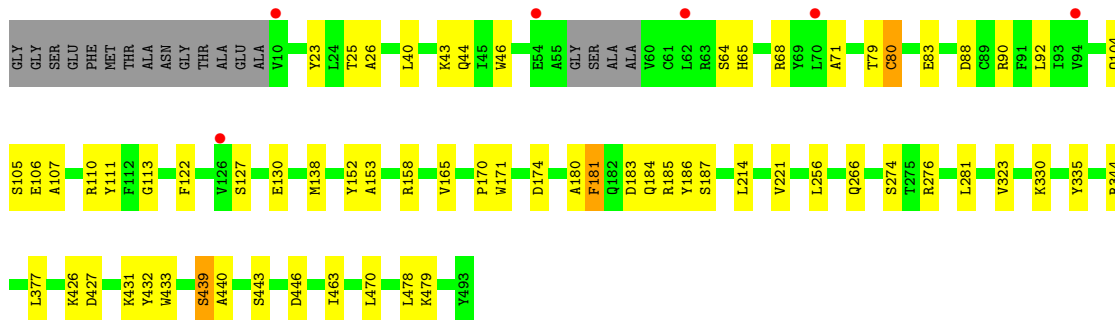 GLY GLY SER GLU PHE MET THR ALA ASN GLY THR ALA GLU ALA V10 Y23 L24 T25 A26 L40 K43 Q44 I45 W46 E54 A55 GLY SER ALA ALA V60 C61 L62 R63 S64 H65 R68 Y69 L70 A71 T79 C80 E83 D88 C89 R90 F91 L92 I93 V94 Q104
S105 E106 A107 R110 Y111 F112 G113 F122 V126 S127 E130 M138 Y152 A153 R158 V165 P170 W171 D174 A180 F181 Q182 D183 Q184 R185 Y186 S187 L214 V221 L256 Q266 S274 T275 R276 L281 V323 K330 Y335 R344
L377 K426 D427 K431 Y432 W433 S439 A440 S443 D446 I463 L470 L478 K479 Y493